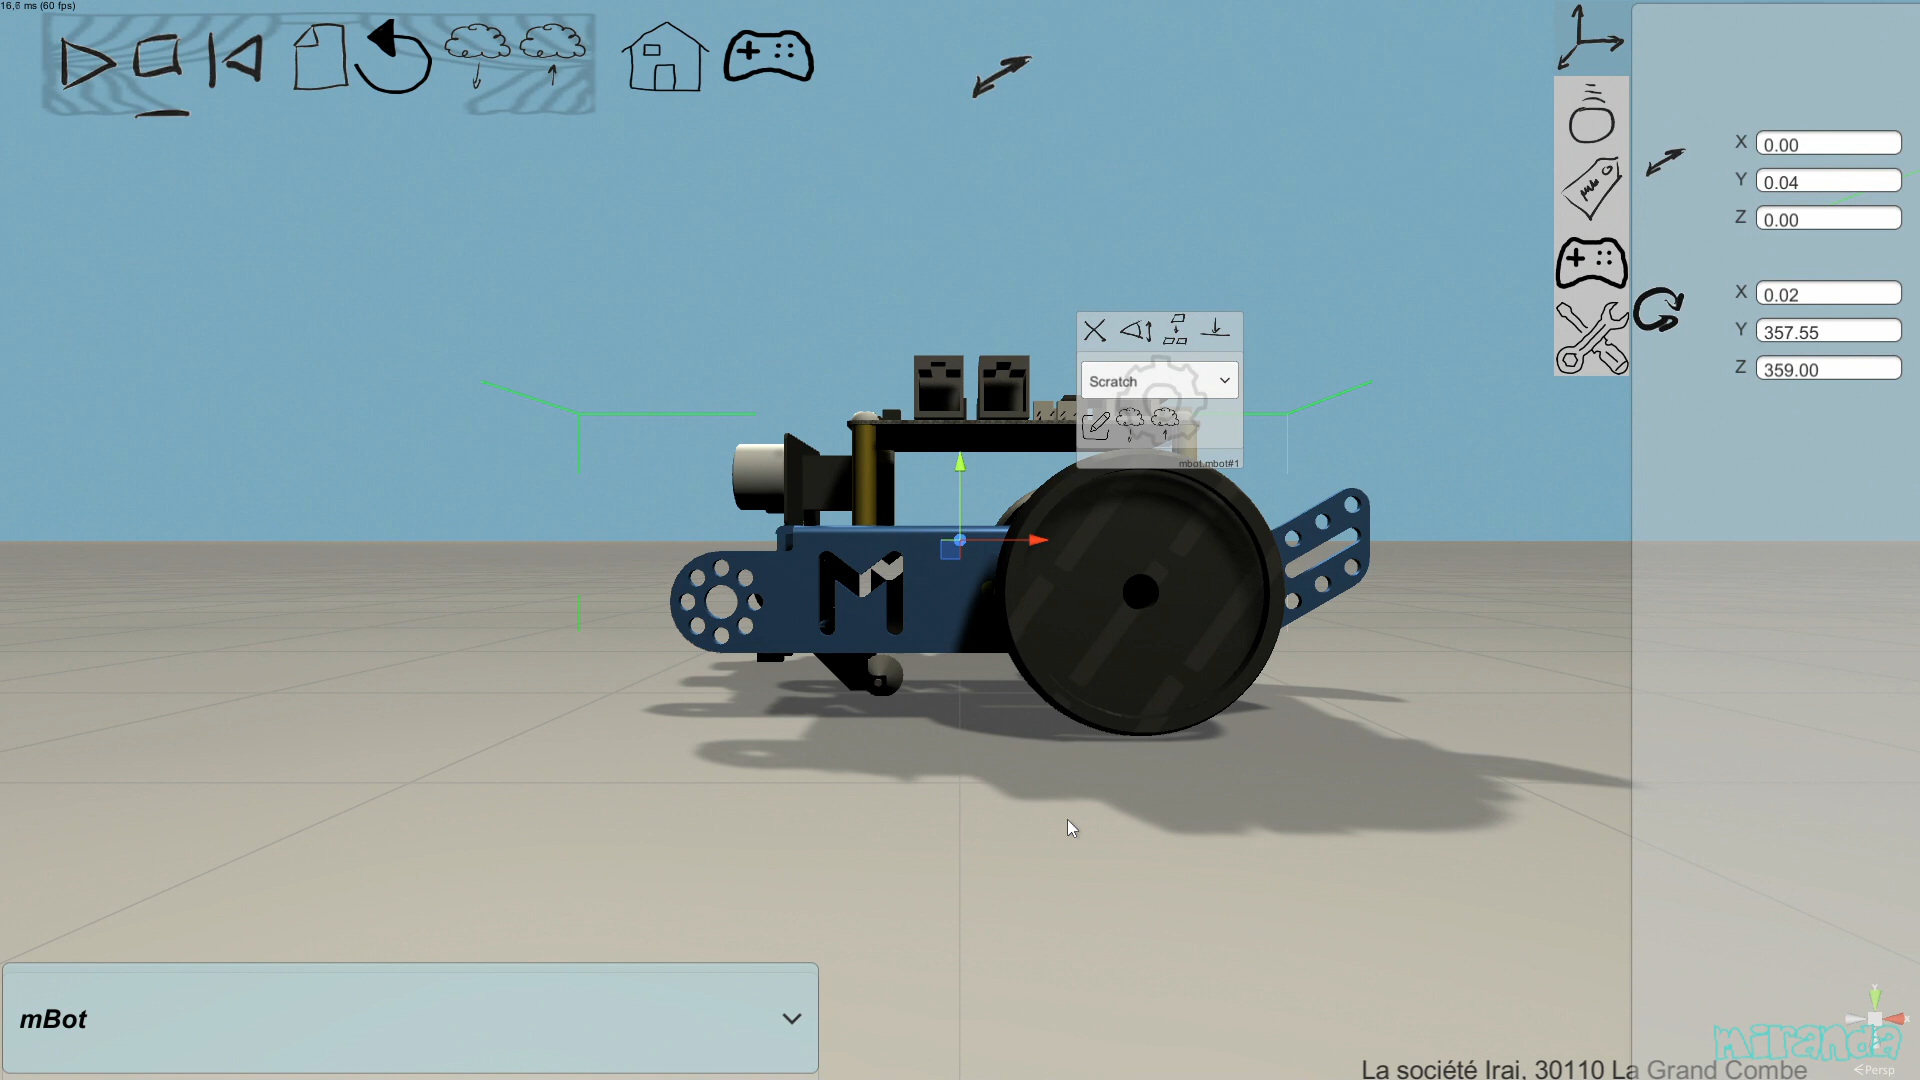 16,8 ms (60 fps)
X 0.00
Y 0.04
Z 0.00
X 0.02
Y 357.55
Z 359.00
Scratch
mbot.mbot#1
M
mBot
Y
x
miranda
<Persp
La société Irai, 30110 La Grand Combe